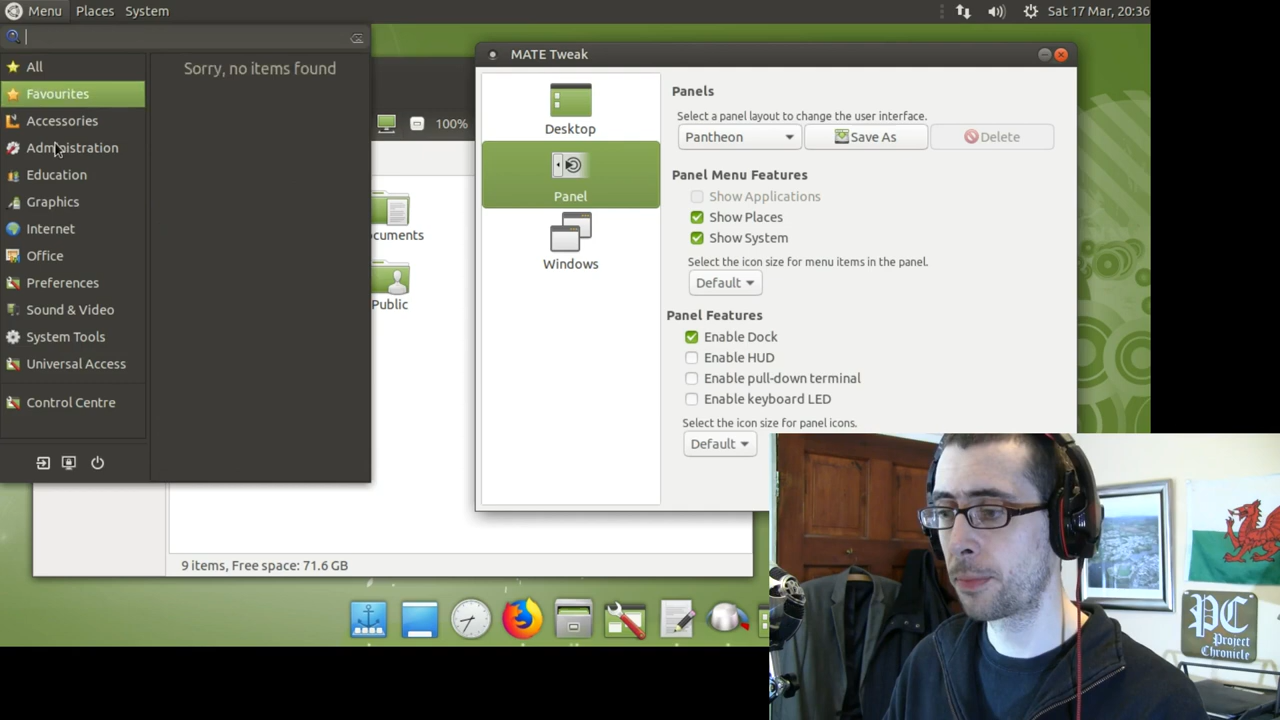 Menu Places System
Sat 17 Mar, 20:36
All
Favourites
Accessories
Administration
Education
Graphics
Internet
Office
Preferences
Sound & Video
System Tools
Universal Access
Control Centre
Sorry, no items found
100%
cuments
Public
9 items, Free space: 71.6 GB
MATE Tweak
Desktop
Panel
Windows
Panels
Select a panel layout to change the user interface.
Pantheon Save As Delete
Panel Menu Features
Show Applications
Show Places
Show System
Select the icon size for menu items in the panel.
Default
Panel Features
Enable Dock
Enable HUD
Enable pull-down terminal
Enable keyboard LED
Select the icon size for panel icons.
Default
PC
Project
Chronicle